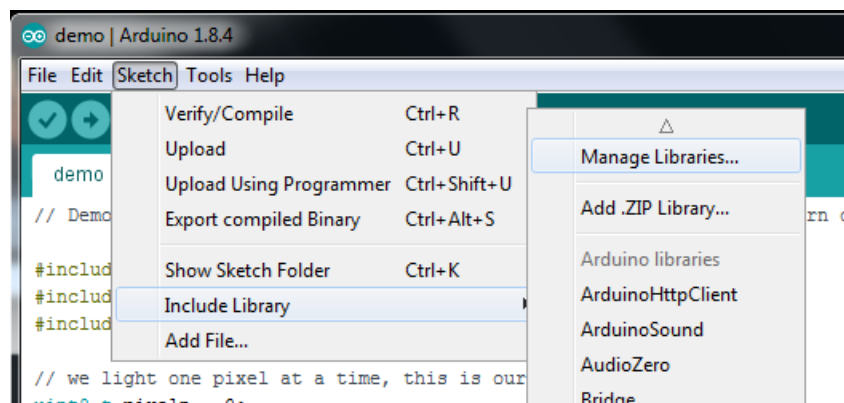 demo | Arduino 1.8.4
File Edit Sketch Tools Help
Verify/Compile Ctrl+R
Upload Ctrl+U
Upload Using Programmer Ctrl+Shift+U
Export compiled Binary Ctrl+Alt+S
Show Sketch Folder Ctrl+K
Include Library
Add File...
Manage Libraries...
Add .ZIP Library...
Arduino libraries
ArduinoHttpClient
ArduinoSound
AudioZero
Bridge
demo
// Demo
#includ
#includ
#includ
// we light one pixel at a time, this is our